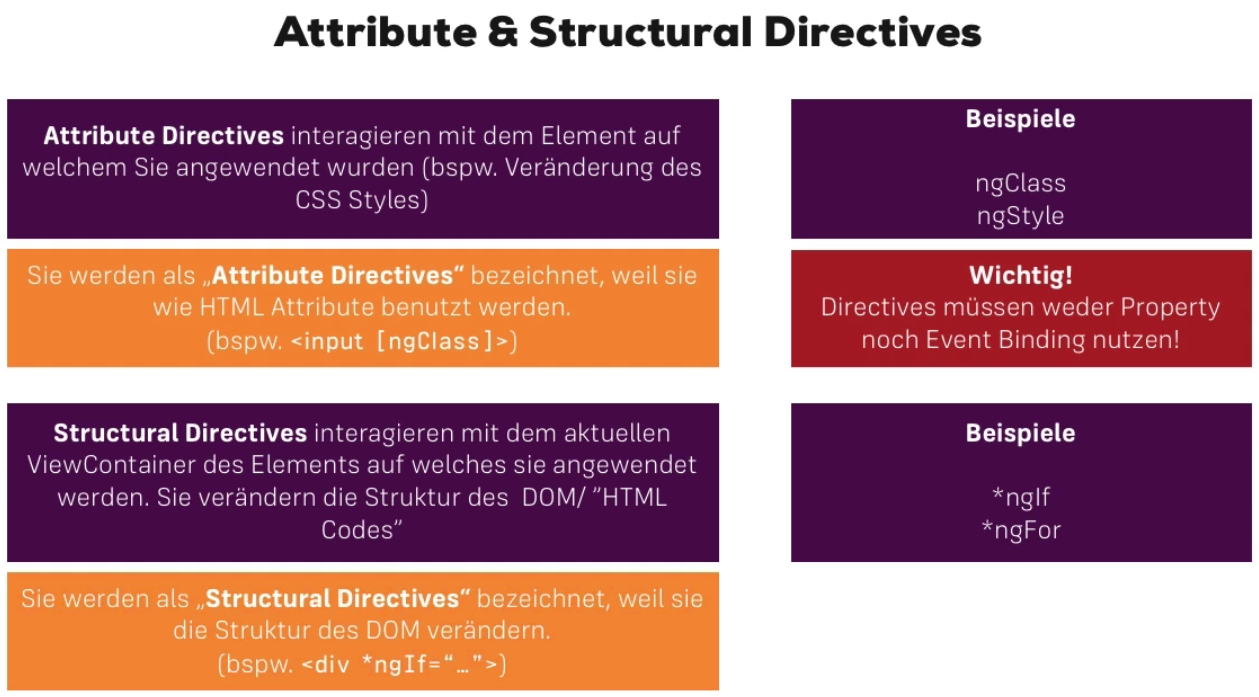 Attribute & Structural Directives
Attribute Directives interagieren mit dem Element auf
welchem Sie angewendet wurden (bspw. Veränderung des
CSS Styles)
Beispiele
ngClass
ngStyle
Sie werden als „Attribute Directives“ bezeichnet, weil sie
wie HTML Attribute benutzt werden.
(bspw. <input [ngClass]>)
Wichtig!
Directives müssen weder Property
noch Event Binding nutzen!
Structural Directives interagieren mit dem aktuellen
ViewContainer des Elements auf welches sie angewendet
werden. Sie verändern die Struktur des DOM/ “HTML
Codes”
Beispiele
*ngIf
*ngFor
Sie werden als „Structural Directives“ bezeichnet, weil sie
die Struktur des DOM verändern.
(bspw. <div *ngIf=“…”>)